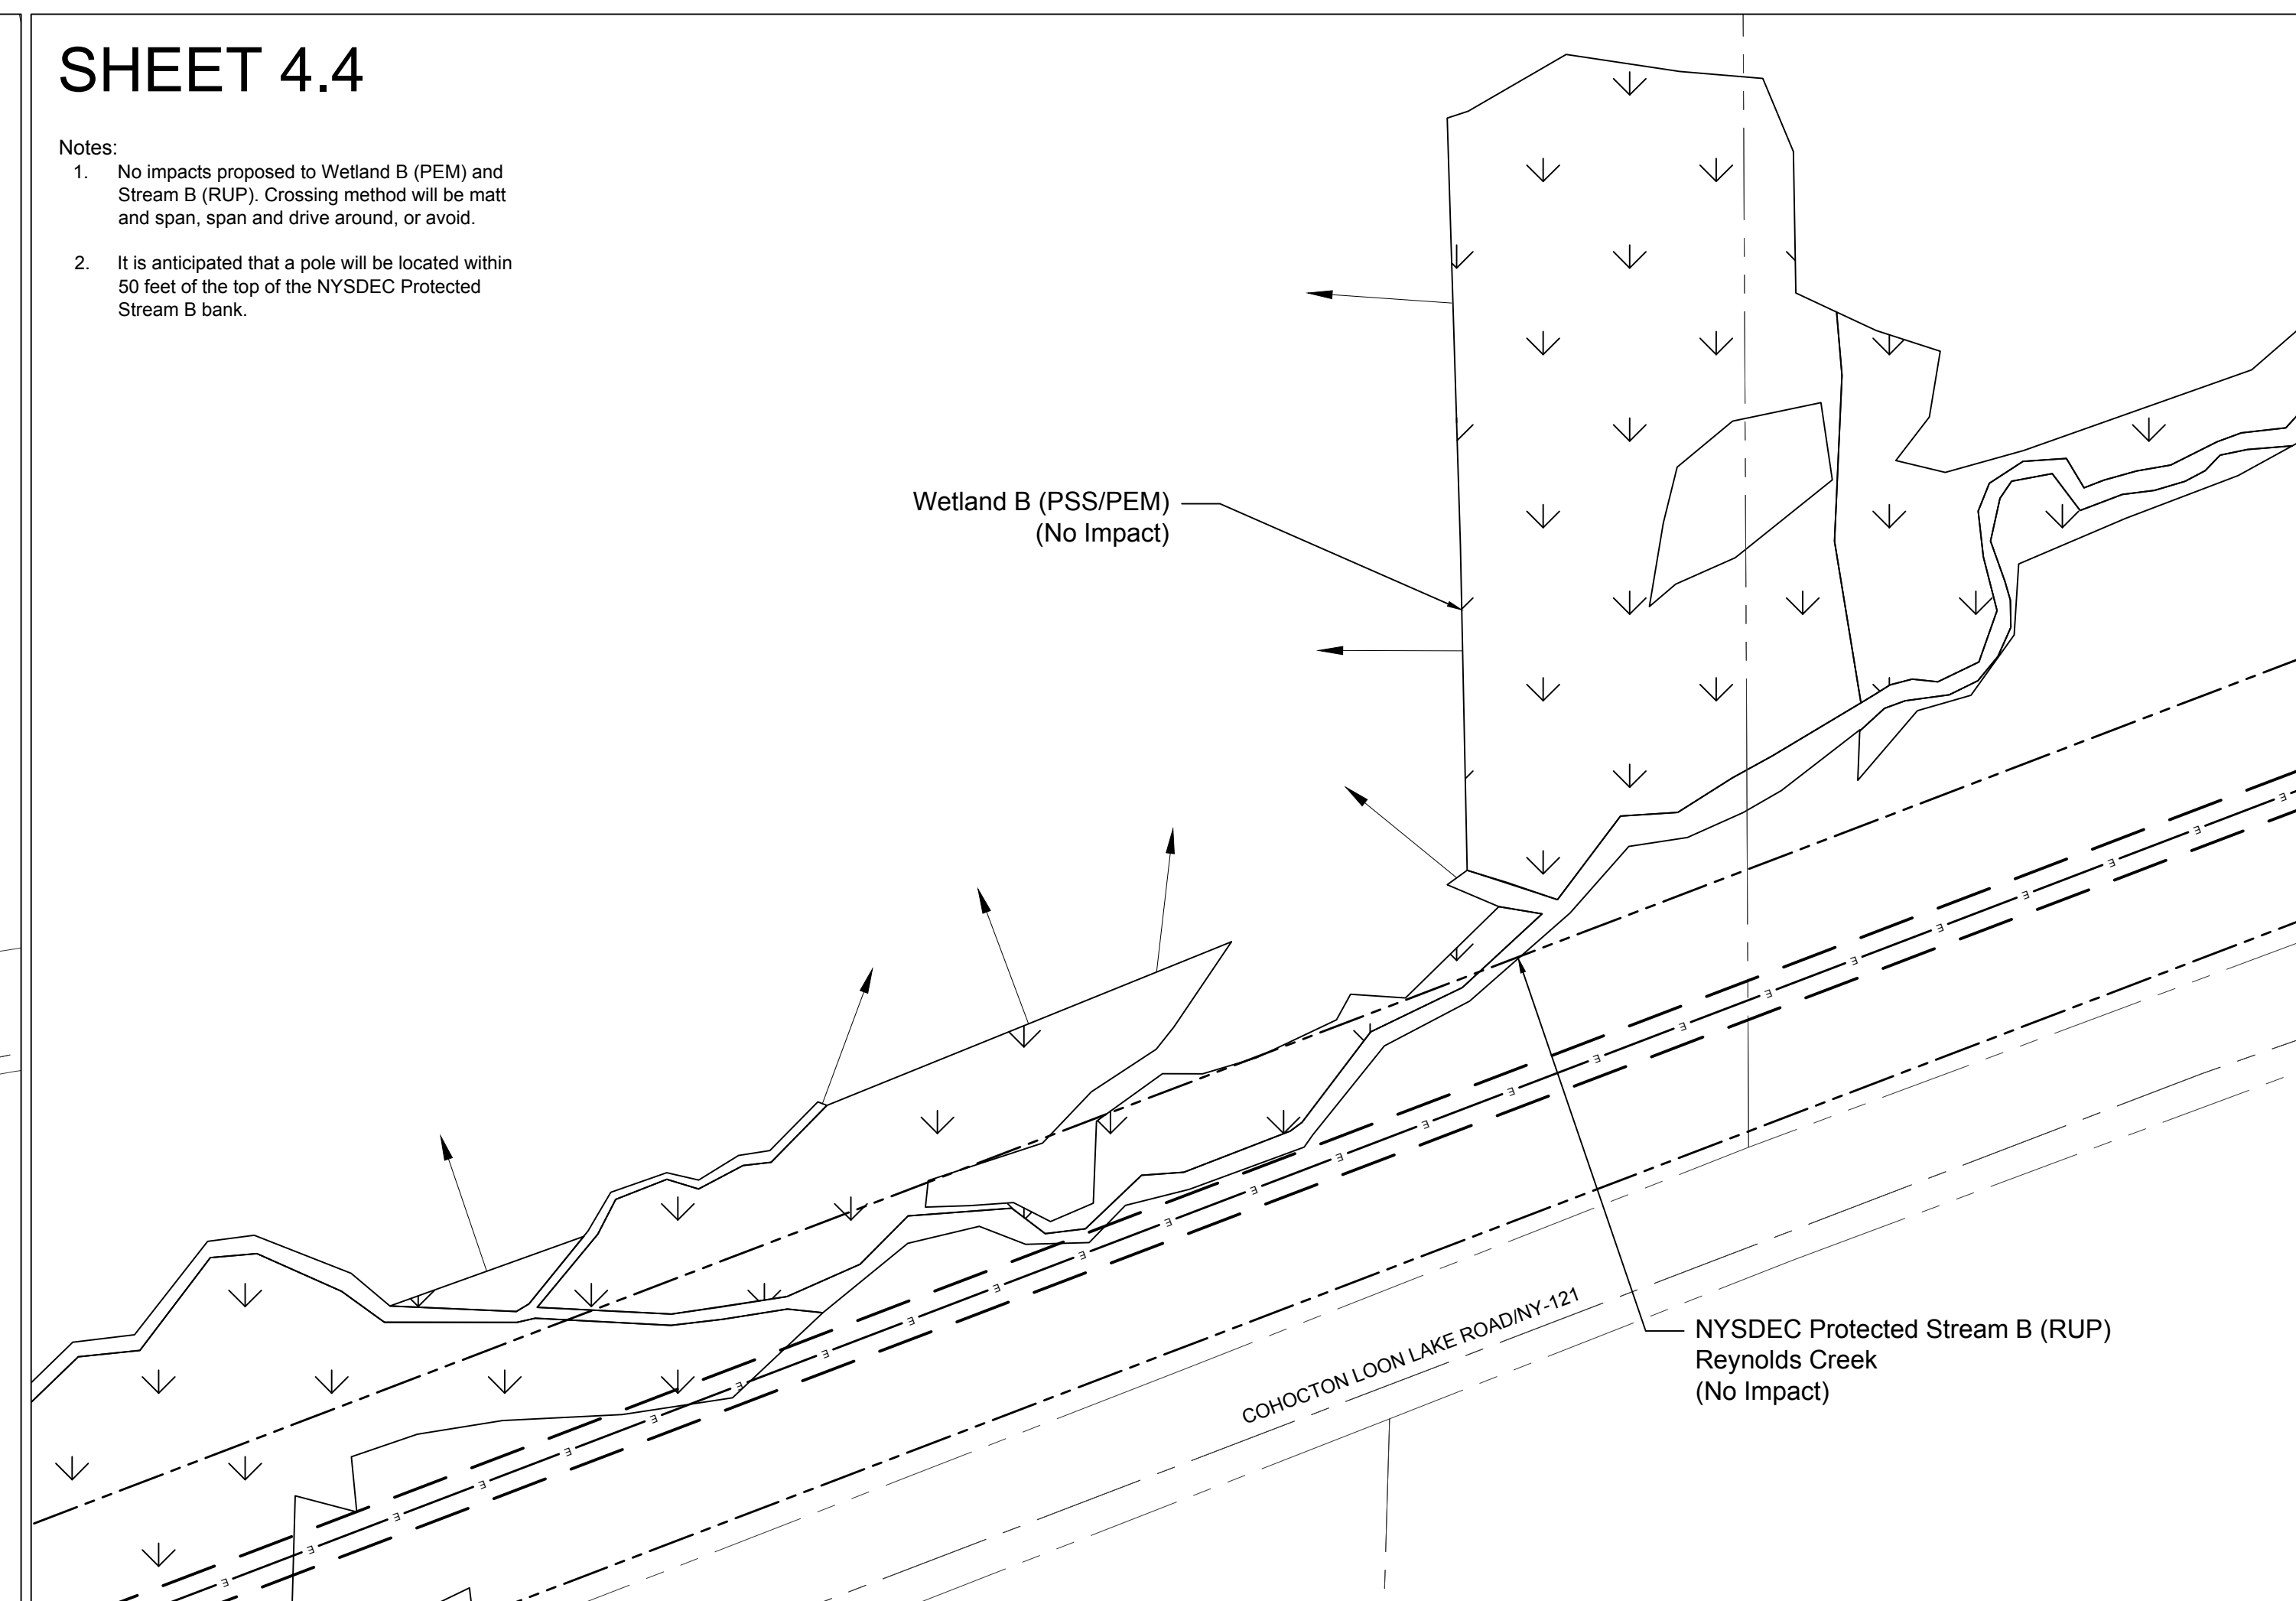 SHEET 4.4
Notes:
1. No impacts proposed to Wetland B (PEM) and
Stream B (RUP). Crossing method will be matt
and span, span and drive around, or avoid.
2. It is anticipated that a pole will be located within
50 feet of the top of the NYSDEC Protected
Stream B bank.
Wetland B (PSS/PEM)
(No Impact)
E E E E E E E E E E E E E E E E E E E E E E E E E
COHOCTON LOON LAKE ROAD/NY-121
NYSDEC Protected Stream B (RUP)
Reynolds Creek
(No Impact)